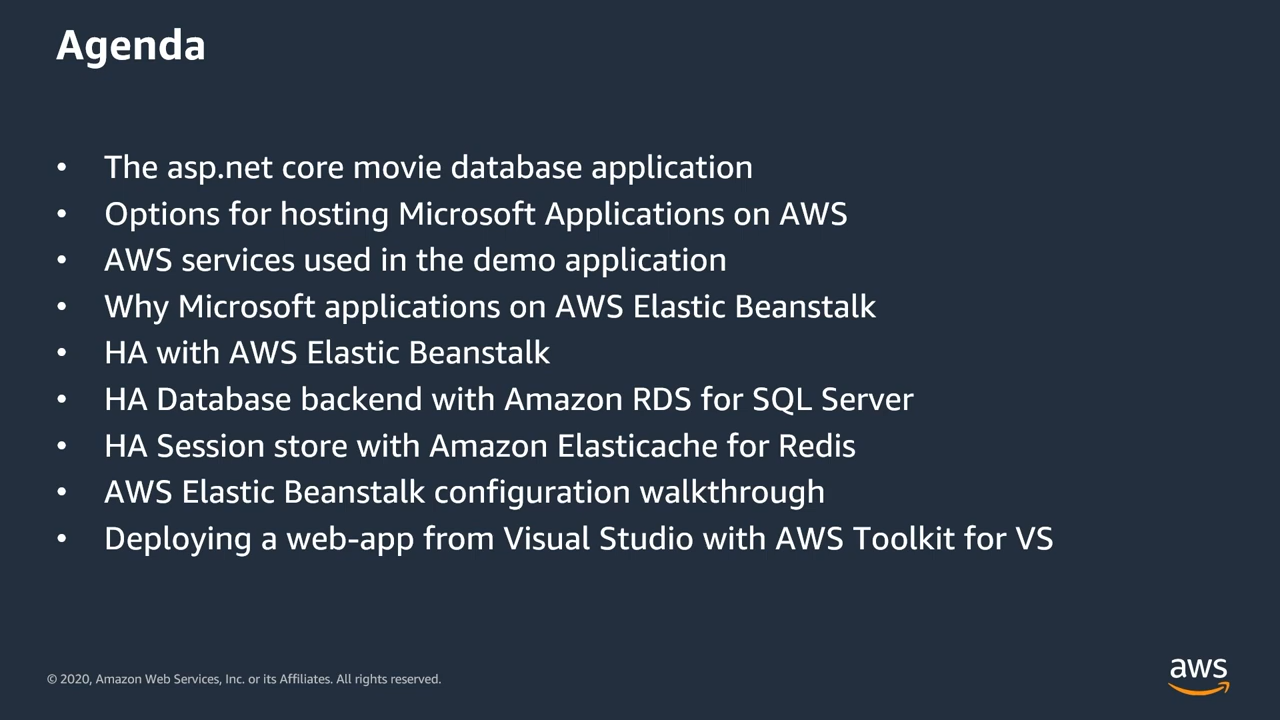 Agenda
• The asp.net core movie database application
• Options for hosting Microsoft Applications on AWS
• AWS services used in the demo application
• Why Microsoft applications on AWS Elastic Beanstalk
• HA with AWS Elastic Beanstalk
• HA Database backend with Amazon RDS for SQL Server
• HA Session store with Amazon Elasticache for Redis
• AWS Elastic Beanstalk configuration walkthrough
• Deploying a web-app from Visual Studio with AWS Toolkit for VS
© 2020, Amazon Web Services, Inc. or its Affiliates. All rights reserved.
aws